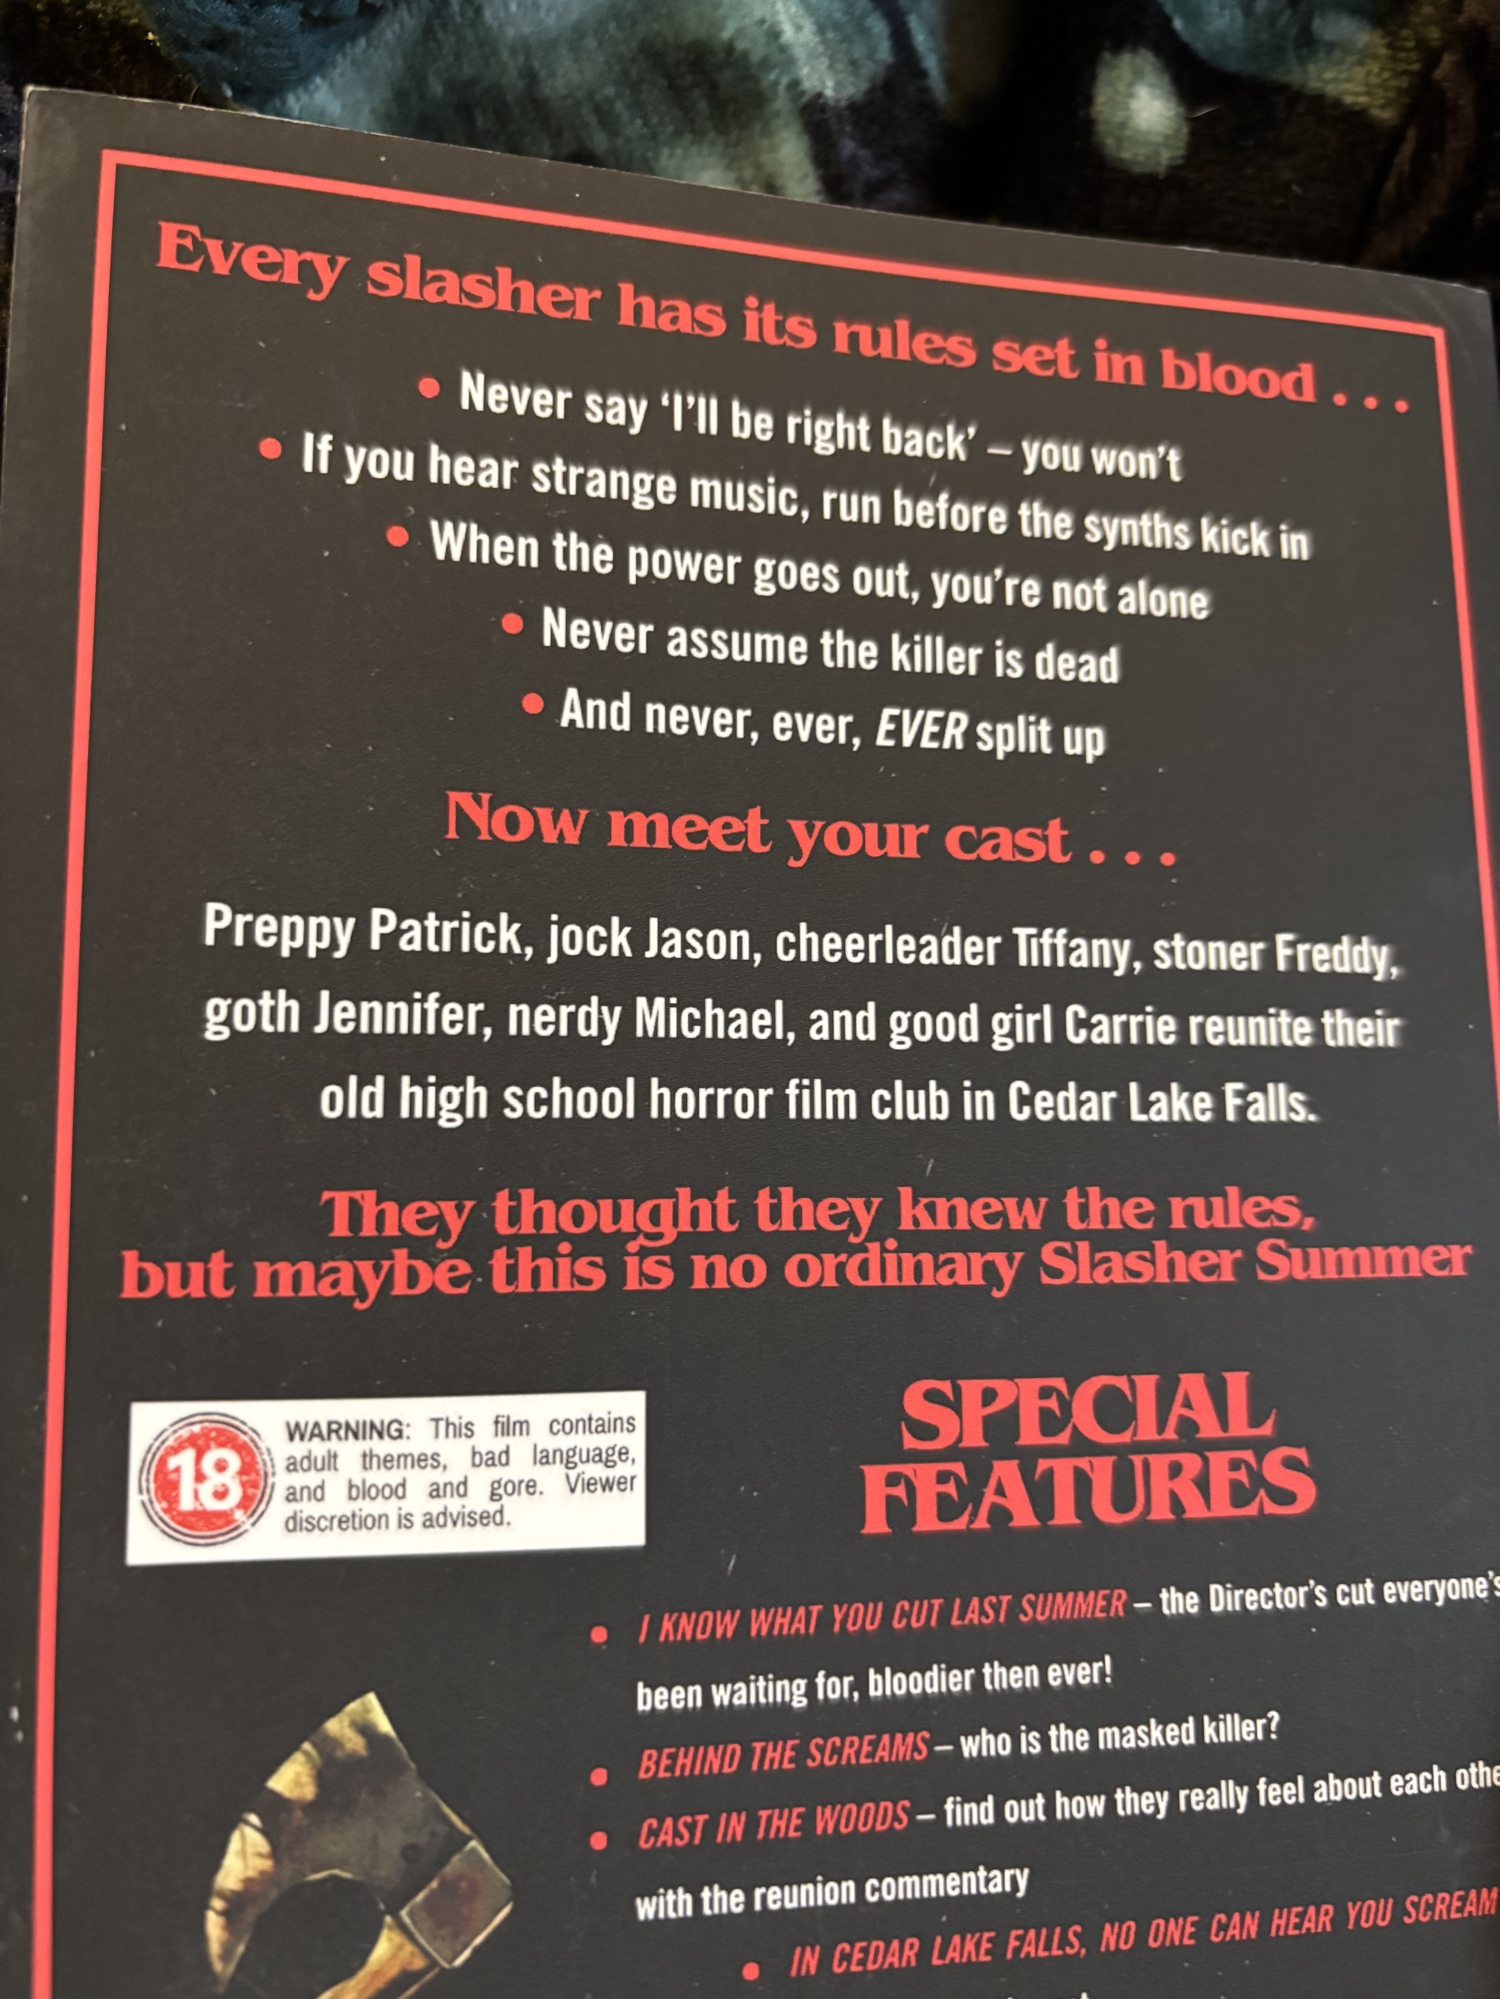 Every slasher has its rules set in blood . . .
• Never say ‘I’ll be right back’ – you won’t
• If you hear strange music, run before the synths kick in
• When the power goes out, you’re not alone
• Never assume the killer is dead
• And never, ever, EVER split up
Now meet your cast . . .
Preppy Patrick, jock Jason, cheerleader Tiffany, stoner Freddy,
goth Jennifer, nerdy Michael, and good girl Carrie reunite their
old high school horror film club in Cedar Lake Falls.
They thought they knew the rules,
but maybe this is no ordinary Slasher Summer
18
WARNING: This film contains
adult themes, bad language,
and blood and gore. Viewer
discretion is advised.
SPECIAL
FEATURES
• I KNOW WHAT YOU CUT LAST SUMMER – the Director’s cut everyone’s
been waiting for, bloodier then ever!
• BEHIND THE SCREAMS – who is the masked killer?
• CAST IN THE WOODS – find out how they really feel about each othe
with the reunion commentary
• IN CEDAR LAKE FALLS, NO ONE CAN HEAR YOU SCREAM